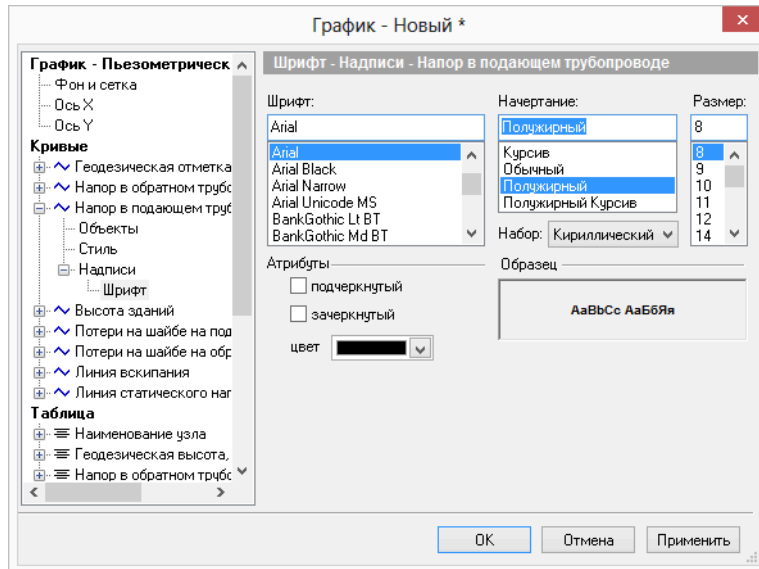 График - Новый *
График - Пьезометрическ
Фон и сетка
Ось X
Ось Y
Кривые
Геодезическая отметка
Напор в обратном трубо
Напор в подающем труб
Объекты
Стиль
Надписи
Шрифт
Высота зданий
Потери на шайбе на под
Потери на шайбе на обр
Линия вскипания
Линия статического нап
Таблица
Наименование узла
Геодезическая высота,
Напор в обратном трубо
Шрифт - Надписи - Напор в подающем трубопроводе
Шрифт:
Arial
Arial
Arial Black
Arial Narrow
Arial Unicode MS
BankGothic Lt BT
BankGothic Md BT
Начертание:
Полужирный
Курсив
Обычный
Полужирный
Полужирный Курсив
Размер:
8
8
9
10
11
12
14
Набор: Кириллический
Атрибуты
подчеркнутый
зачеркнутый
цвет
Образец
AaBbCc АаБбЯя
OK
Отмена
Применить